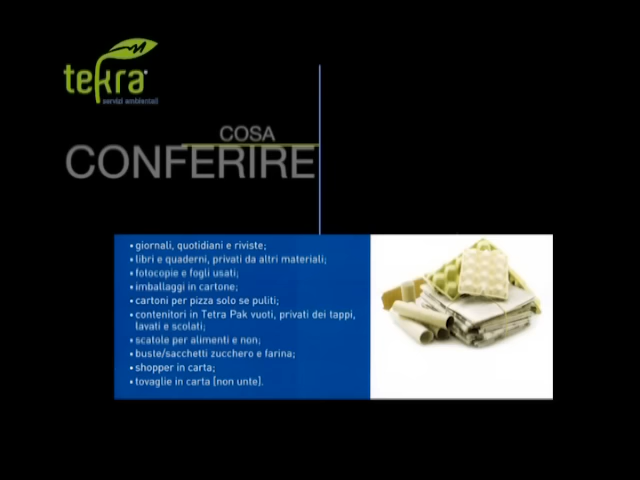 tekra
servizi ambientali
COSA
CONFERIRE
• giornali, quotidiani e riviste;
• libri e quaderni, privati da altri materiali;
• fotocopie e fogli usati;
• imballaggi in cartone;
• cartoni per pizza solo se puliti;
• contenitori in Tetra Pak vuoti, privati dei tappi,
lavati e scolati;
• scatole per alimenti e non;
• buste/sacchetti zucchero e farina;
• shopper in carta;
• tovaglie in carta (non unte).